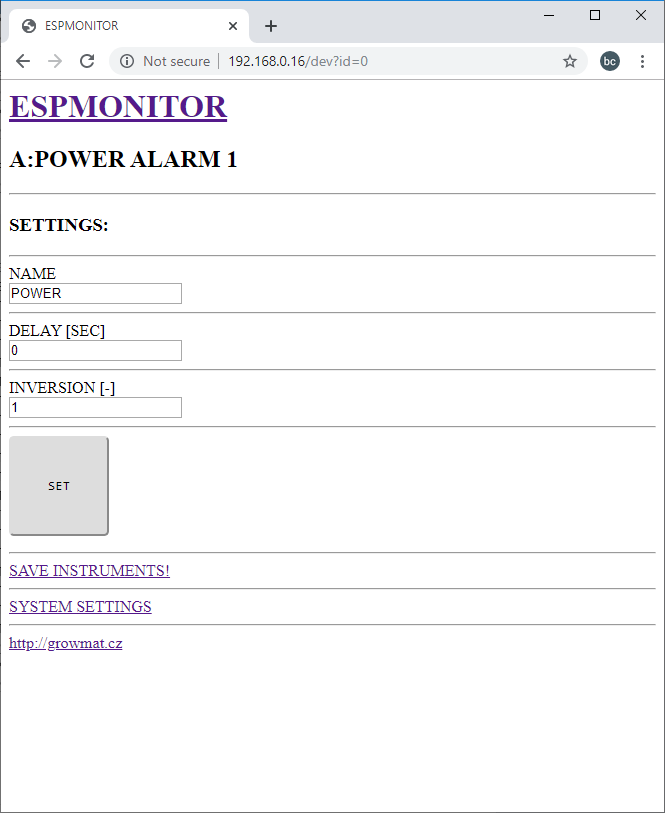 ESPMONITOR
Not secure | 192.168.0.16/dev?id=0
bc
ESPMONITOR
A:POWER ALARM 1
SETTINGS:
NAME
POWER
DELAY [SEC]
0
INVERSION [-]
1
SET
SAVE INSTRUMENTS!
SYSTEM SETTINGS
http://growmat.cz